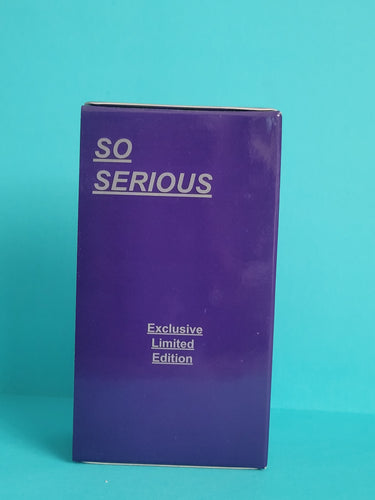 SO
SERIOUS
Exclusive
Limited
Edition